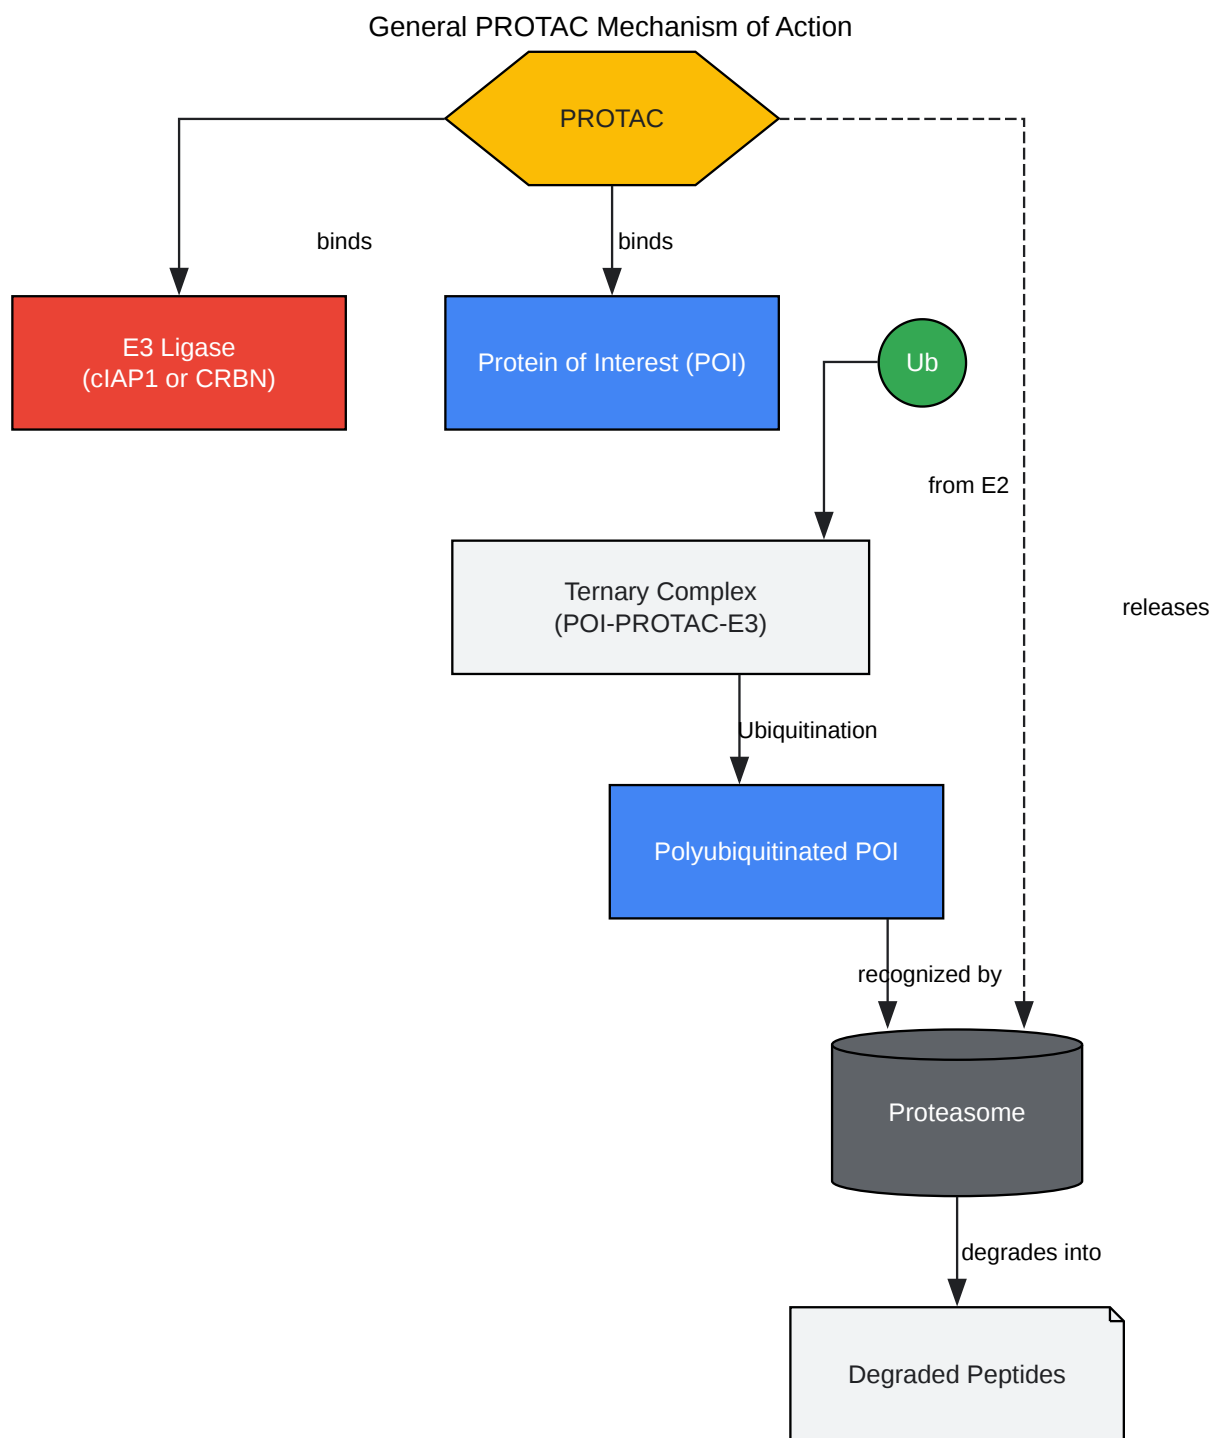 General PROTAC Mechanism of Action
PROTAC
binds
binds
E3 Ligase
(cIAP1 or CRBN)
Protein of Interest (POI)
Ub
from E2
Ternary Complex
(POI-PROTAC-E3)
releases
Ubiquitination
Polyubiquitinated POI
recognized by
Proteasome
degrades into
Degraded Peptides